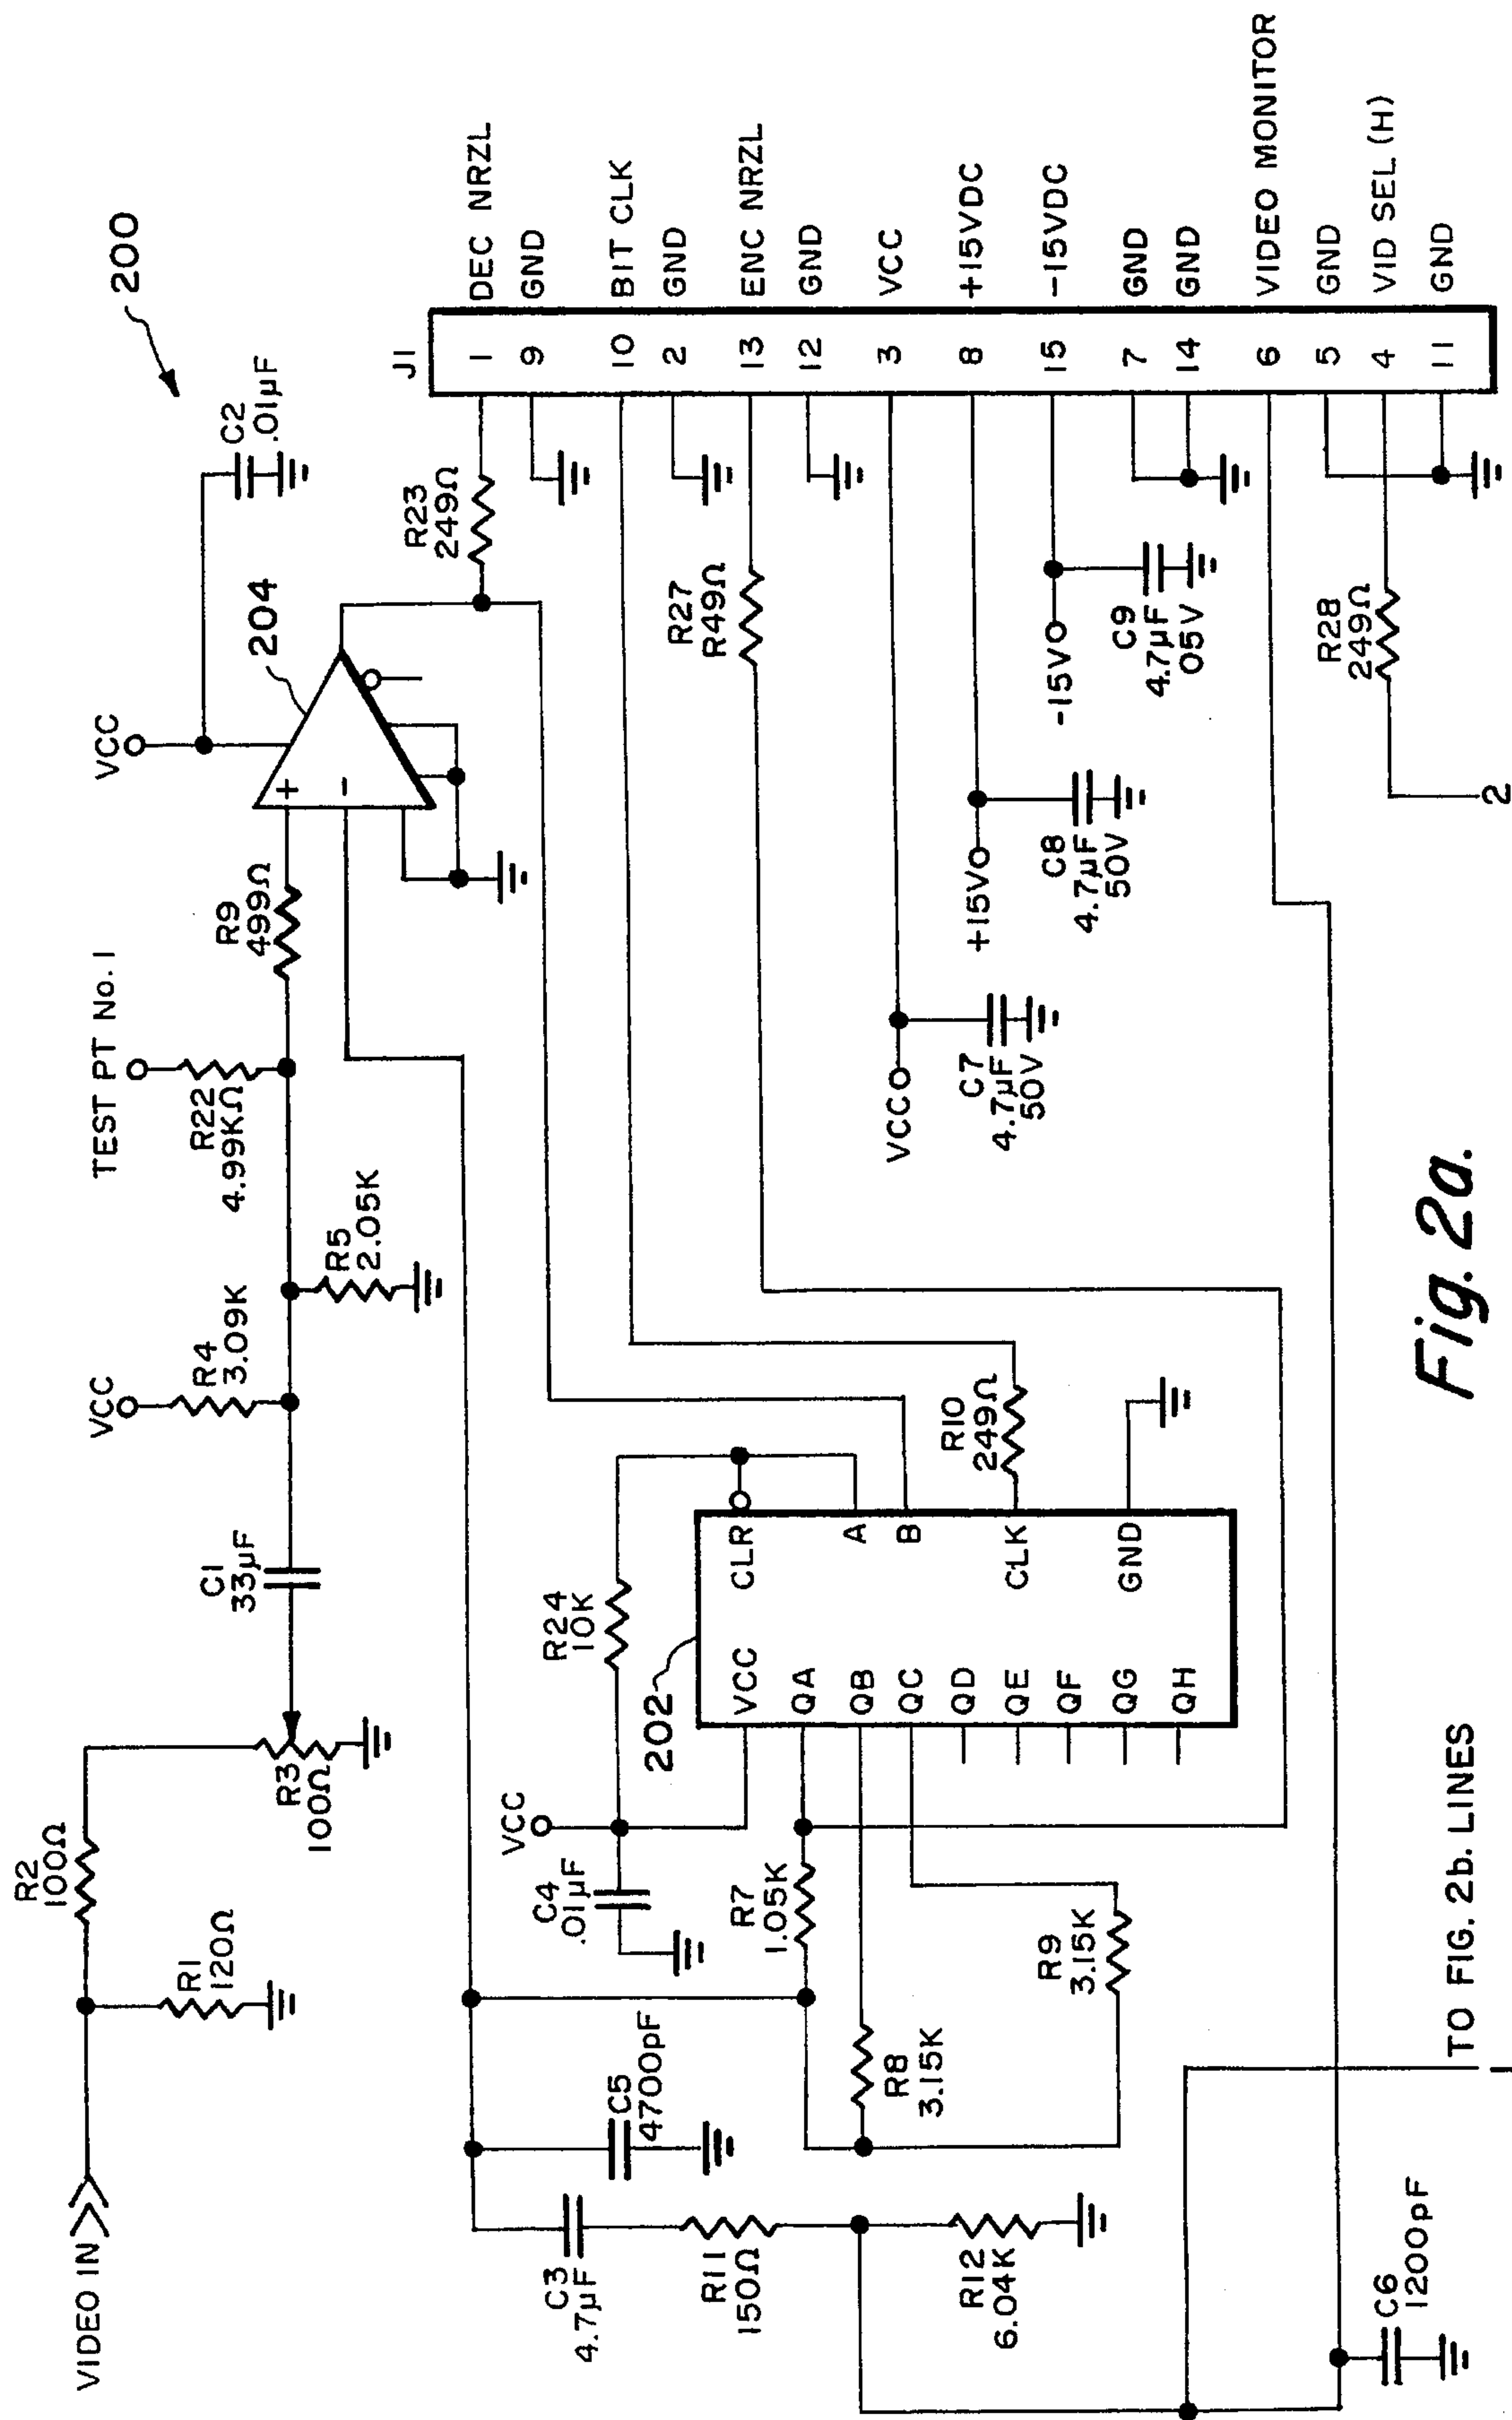 VIDEO IN
R1
120Ω
R2
100Ω
R3
100Ω
C1
33µF
VCC
R4
3.09K
R5
2.05K
TEST PT No. 1
R22
4.99KΩ
R9
499Ω
+
−
VCC
204
C2
.01µF
200
C3
4.7µF
R11
150Ω
R12
6.04K
C5
4700pF
C4
.01µF
VCC
R24
10K
202
R7
1.05K
R8
3.15K
R9
3.15K
VCC
QA
QB
QC
QD
QE
QF
QG
QH
CLR
A
B
CLK
GND
R10
249Ω
R23
249Ω
R27
R49Ω
VCC
C7
4.7µF
50V
+15V
C8
4.7µF
50V
-15V
C9
4.7µF
05V
R28
249Ω
J1
1 DEC NRZL
9 GND
10 BIT CLK
2 GND
13 ENC NRZL
12 GND
3 VCC
8 +15VDC
15 -15VDC
7 GND
14 GND
6 VIDEO MONITOR
5 GND
4 VID SEL (H)
11 GND
C6
1200pF
1
TO FIG. 2b. LINES
2
Fig. 2a.